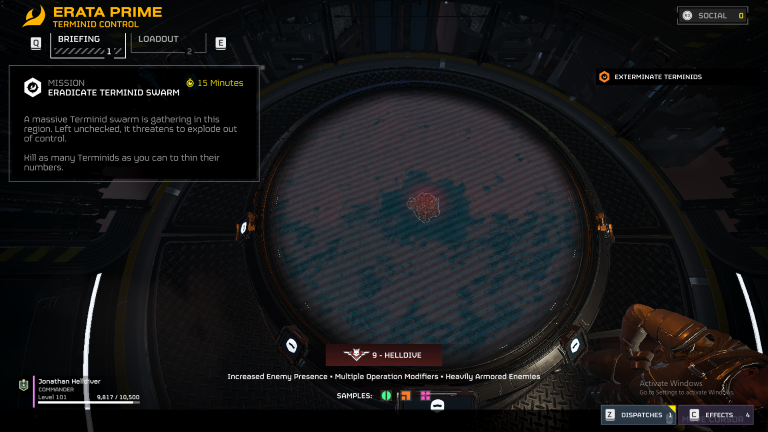 ERATA PRIME
TERMINID CONTROL
SOCIAL 0
Q
BRIEFING
1
LOADOUT
2
E
MISSION
15 Minutes
ERADICATE TERMINID SWARM
A massive Terminid swarm is gathering in this
region. Left unchecked, it threatens to explode out
of control.
Kill as many Terminids as you can to thin their
numbers.
EXTERMINATE TERMINIDS
9 - HELLDIVE
Increased Enemy Presence • Multiple Operation Modifiers • Heavily Armored Enemies
SAMPLES:
Jonathan Helldiver
COMMANDER
Level 101
9,817 / 10,500
Activate Windows
Go to Settings to activate Windows.
Z DISPATCHES 1
C EFFECTS 4
CURSOR